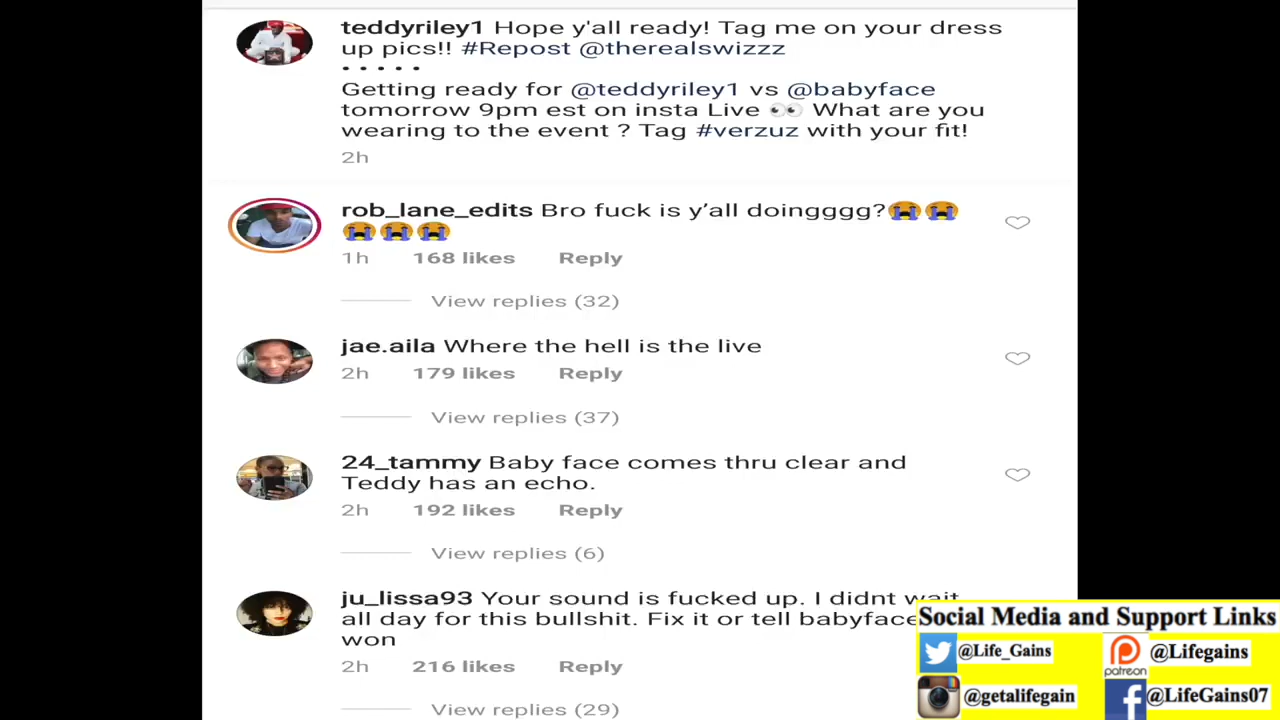 teddyriley1 Hope y'all ready! Tag me on your dress
up pics!! #Repost @therealswizzz
• • • • •
Getting ready for @teddyriley1 vs @babyface
tomorrow 9pm est on insta Live 👀 What are you
wearing to the event ? Tag #verzuz with your fit!
2h
rob_lane_edits Bro fuck is y’all doingggg?😭😭
😭😭😭
1h 168 likes Reply
View replies (32)
jae.aila Where the hell is the live
2h 179 likes Reply
View replies (37)
24_tammy Baby face comes thru clear and
Teddy has an echo.
2h 192 likes Reply
View replies (6)
ju_lissa93 Your sound is fucked up. I didnt wait
all day for this bullshit. Fix it or tell babyface
won
2h 216 likes Reply
View replies (29)
Social Media and Support Links
@Life_Gains
@Lifegains
patreon
@getalifegain
@LifeGains07